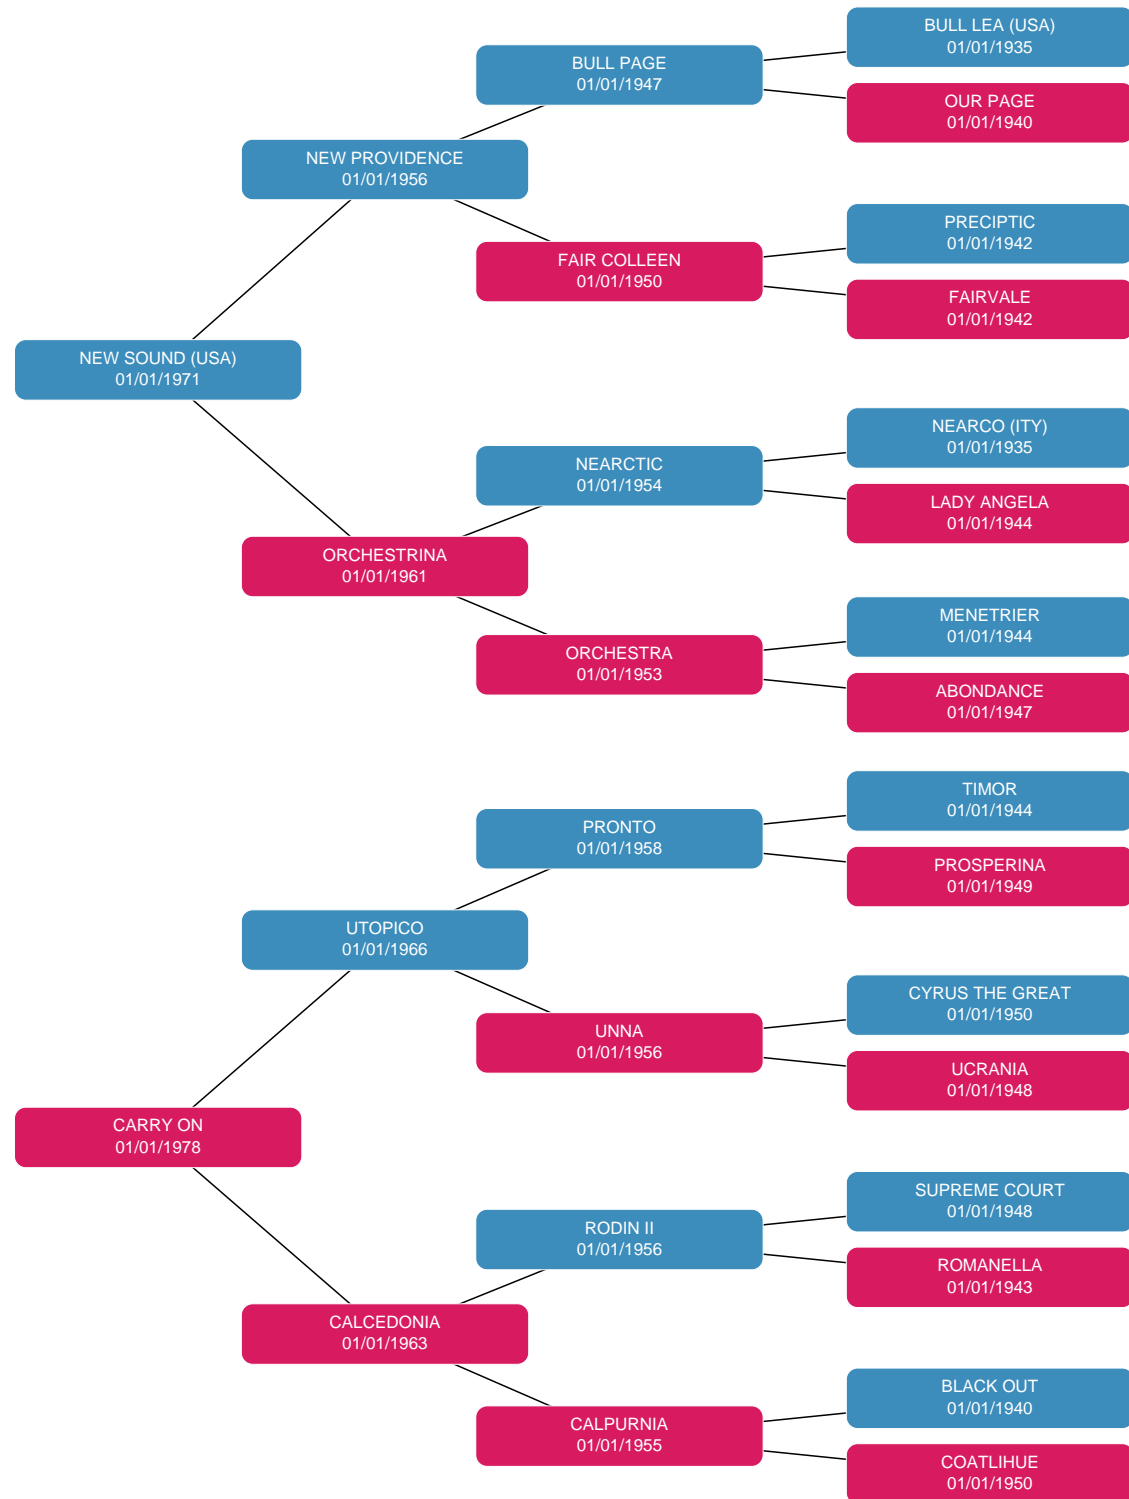 BULL LEA (USA)
01/01/1935
BULL PAGE
01/01/1947
OUR PAGE
01/01/1940
NEW PROVIDENCE
01/01/1956
PRECIPTIC
01/01/1942
FAIR COLLEEN
01/01/1950
FAIRVALE
01/01/1942
NEW SOUND (USA)
01/01/1971
NEARCO (ITY)
01/01/1935
NEARCTIC
01/01/1954
LADY ANGELA
01/01/1944
ORCHESTRINA
01/01/1961
MENETRIER
01/01/1944
ORCHESTRA
01/01/1953
ABONDANCE
01/01/1947
TIMOR
01/01/1944
PRONTO
01/01/1958
PROSPERINA
01/01/1949
UTOPICO
01/01/1966
CYRUS THE GREAT
01/01/1950
UNNA
01/01/1956
UCRANIA
01/01/1948
CARRY ON
01/01/1978
SUPREME COURT
01/01/1948
RODIN II
01/01/1956
ROMANELLA
01/01/1943
CALCEDONIA
01/01/1963
BLACK OUT
01/01/1940
CALPURNIA
01/01/1955
COATLIHUE
01/01/1950